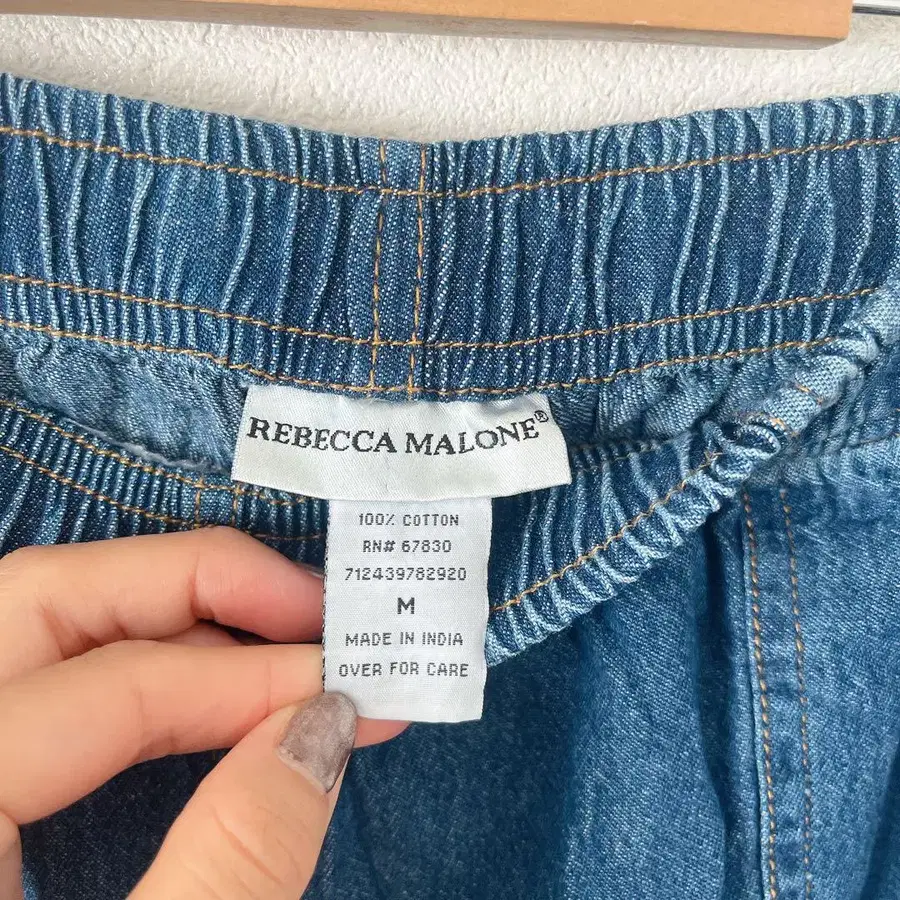 REBECCA MALONE®
100% COTTON
RN# 67830
712439782920
M
MADE IN INDIA
OVER FOR CARE